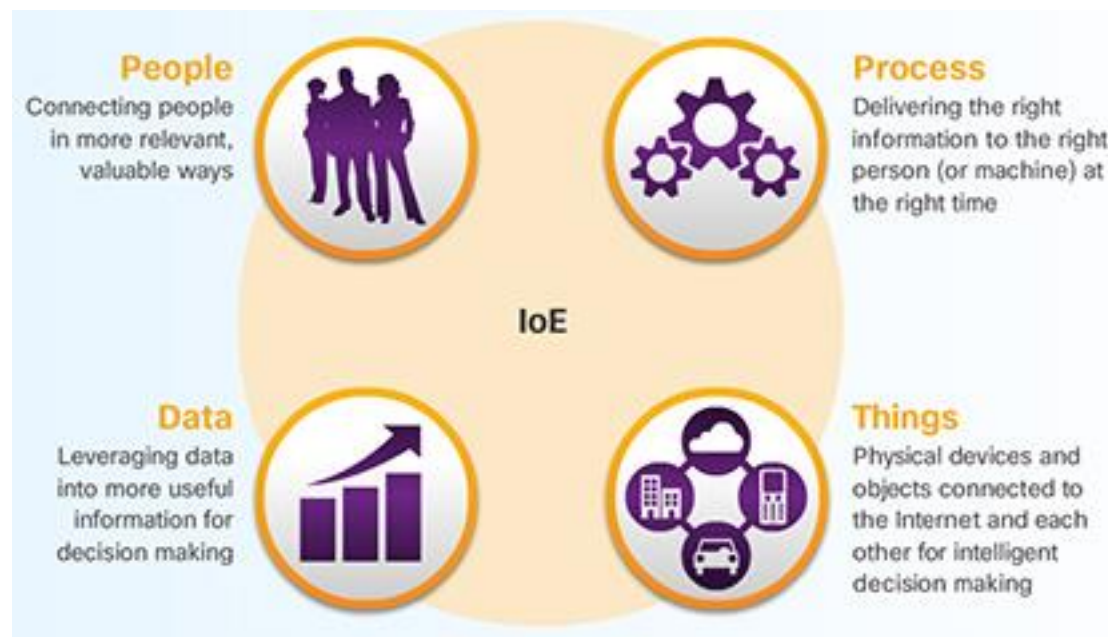 People
Connecting people
in more relevant,
valuable ways
Process
Delivering the right
information to the right
person (or machine) at
the right time
IoE
Data
Leveraging data
into more useful
information for
decision making
Things
Physical devices and
objects connected to
the Internet and each
other for intelligent
decision making